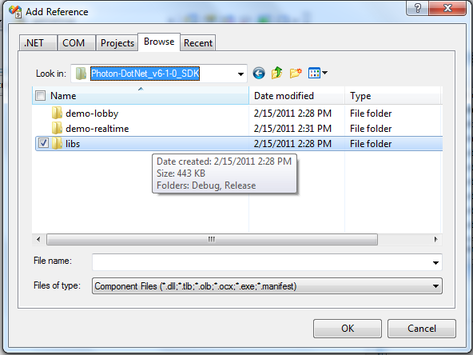 Add Reference
.NET COM Projects Browse Recent
Look in: Photon-DotNet_v6-1-0_SDK
Name Date modified Type
demo-lobby 2/15/2011 2:28 PM File folder
demo-realtime 2/15/2011 2:31 PM File folder
libs 2/15/2011 2:28 PM File folder
Date created: 2/15/2011 2:28 PM
Size: 443 KB
Folders: Debug, Release
File name:
Files of type: Component Files (*.dll;*.tlb;*.olb;*.ocx;*.exe;*.manifest)
OK Cancel